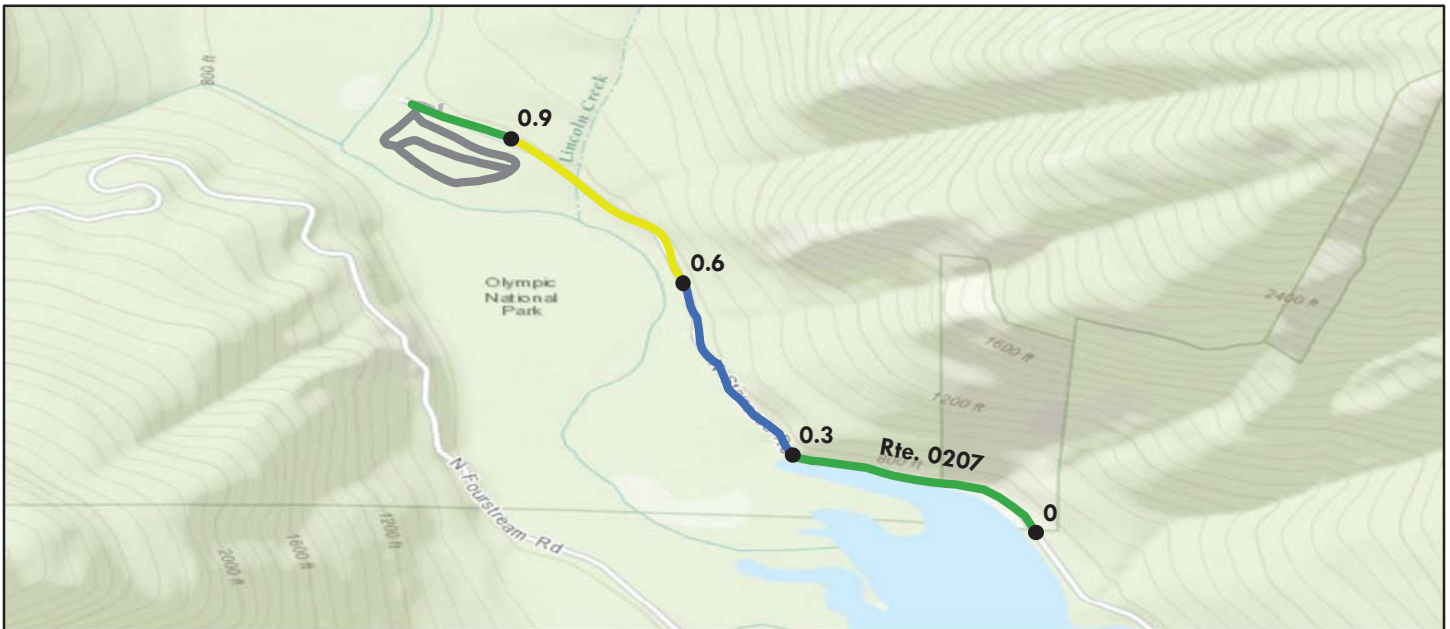 800 ft
0.9
Lincoln Creek
0.6
Olympic
National
Park
2400 ft
1600 ft
1200 ft
0.3
Rte. 0207
800 ft
0
N Fourstream Rd
1200 ft
1600 ft
2000 ft